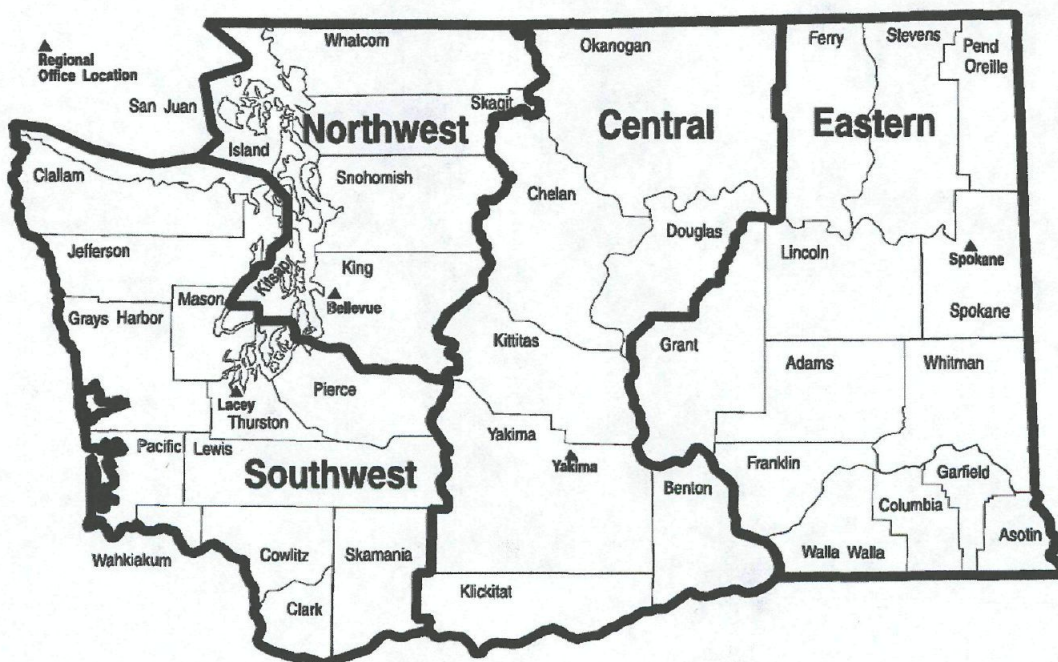 Regional
Office Location
San Juan
Whalcom
Skagit
Northwest
Island
Snohomish
King
Kitsap
Bellevue
Okanogan
Central
Chelan
Douglas
Kittitas
Yakima
Yakima
Benton
Klickitat
Ferry
Stevens
Pend
Oreille
Eastern
Lincoln
Spokane
Spokane
Grant
Adams
Whitman
Franklin
Garfield
Columbia
Walla Walla
Asotin
Clallam
Jefferson
Mason
Grays Harbor
Pierce
Lacey
Thurston
Pacific
Lewis
Southwest
Wahkiakum
Cowlitz
Skamania
Clark